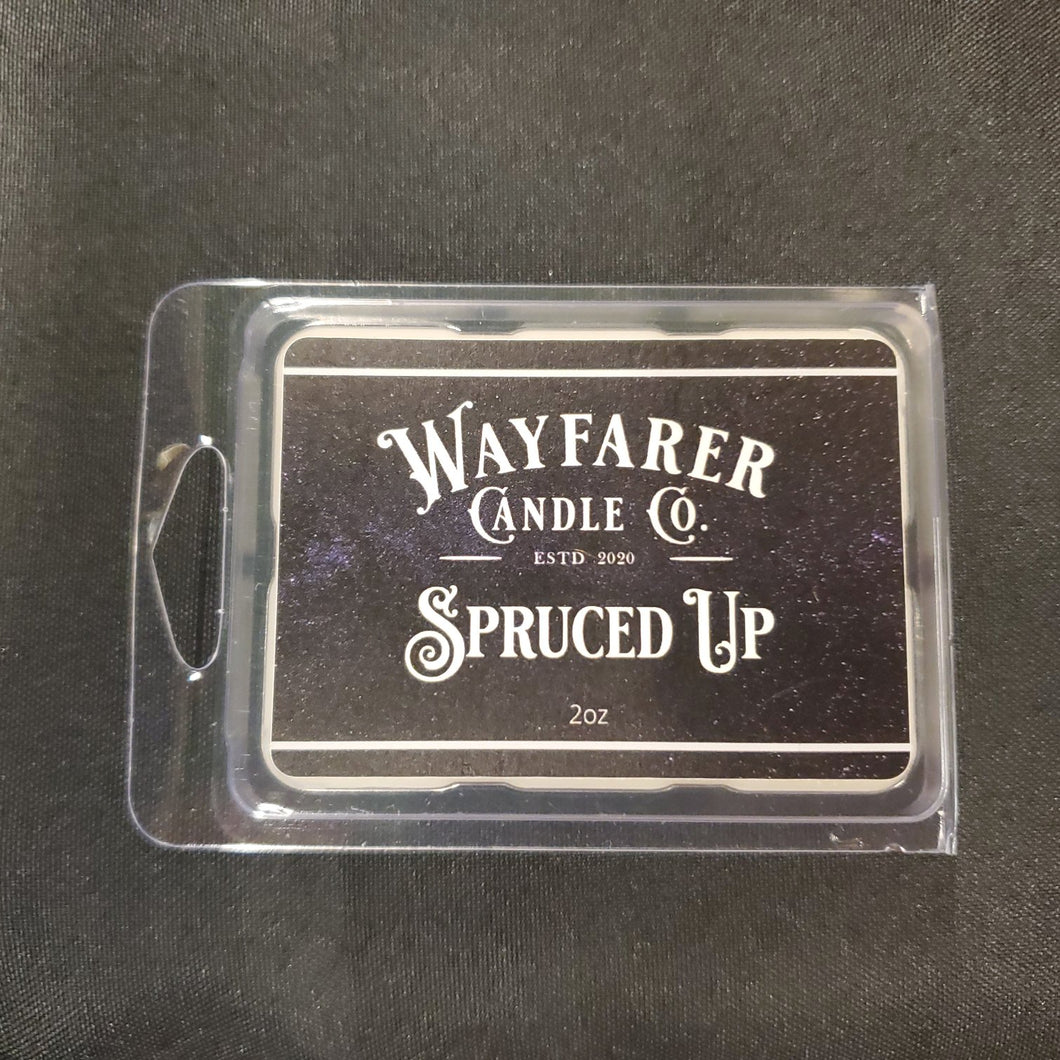 WAYFARER
CANDLE CO.
ESTD 2020
SPRUCED UP
2oz